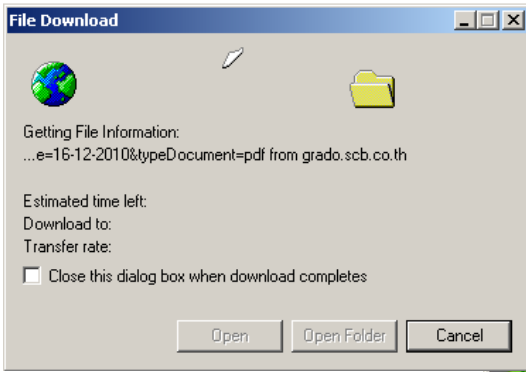 File Download
Getting File Information:
...e=16-12-2010&typeDocument=pdf from grado.scb.co.th
Estimated time left:
Download to:
Transfer rate:
Close this dialog box when download completes
Open Open Folder Cancel